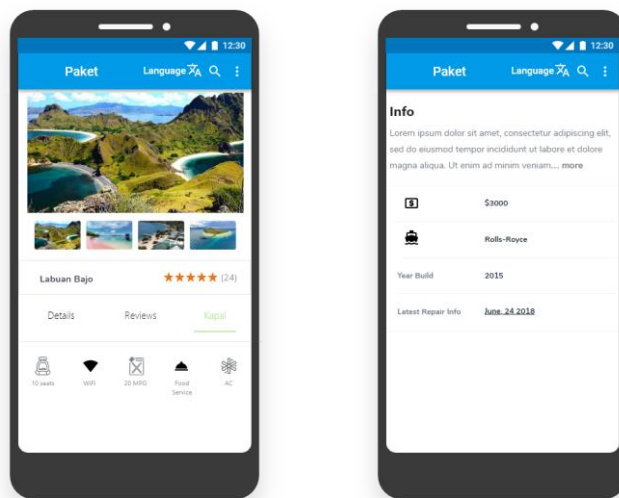 12:30
Paket Language
Labuan Bajo (24)
Details Reviews Kapal
10 seats WiFi 20 MPG Food Service AC
12:30
Paket Language
Info
Lorem ipsum dolor sit amet, consectetur adipiscing elit,
sed do eiusmod tempor incididunt ut labore et dolore
magna aliqua. Ut enim ad minim veniam.... more
$3000
Rolls-Royce
Year Build 2015
Latest Repair Info June, 24 2018